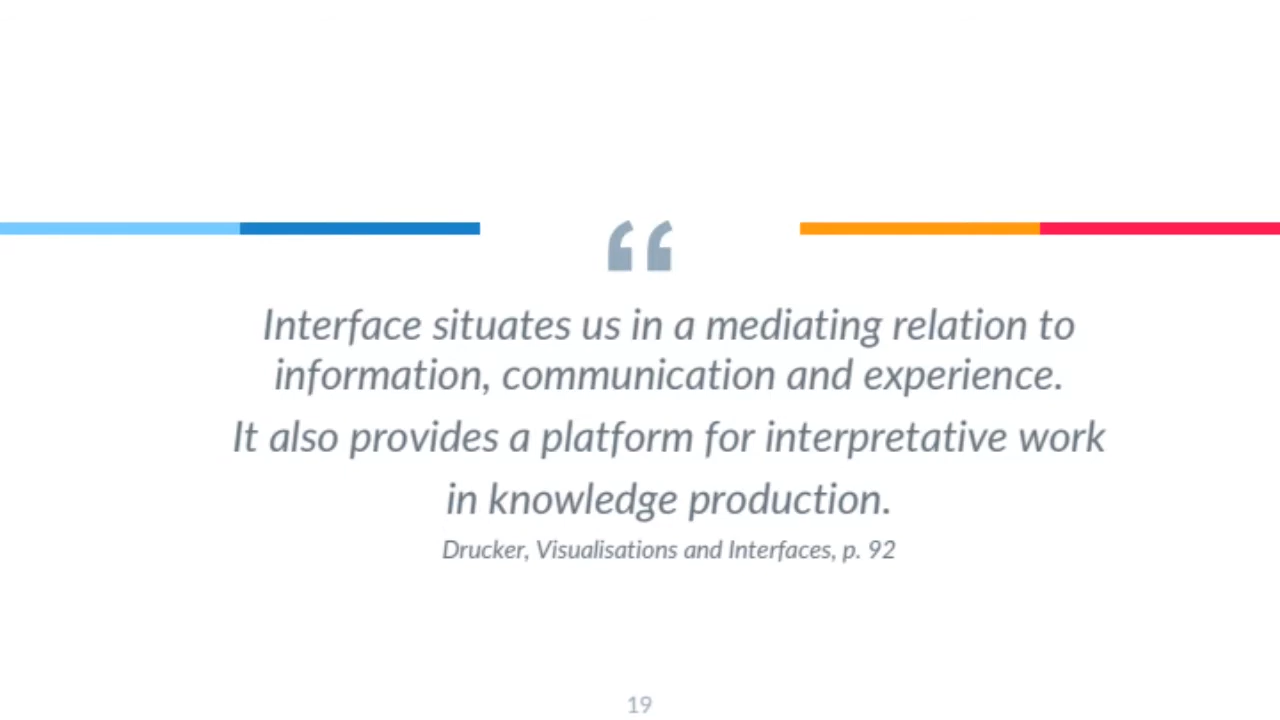 “
Interface situates us in a mediating relation to
information, communication and experience.
It also provides a platform for interpretative work
in knowledge production.
Drucker, Visualisations and Interfaces, p. 92
19